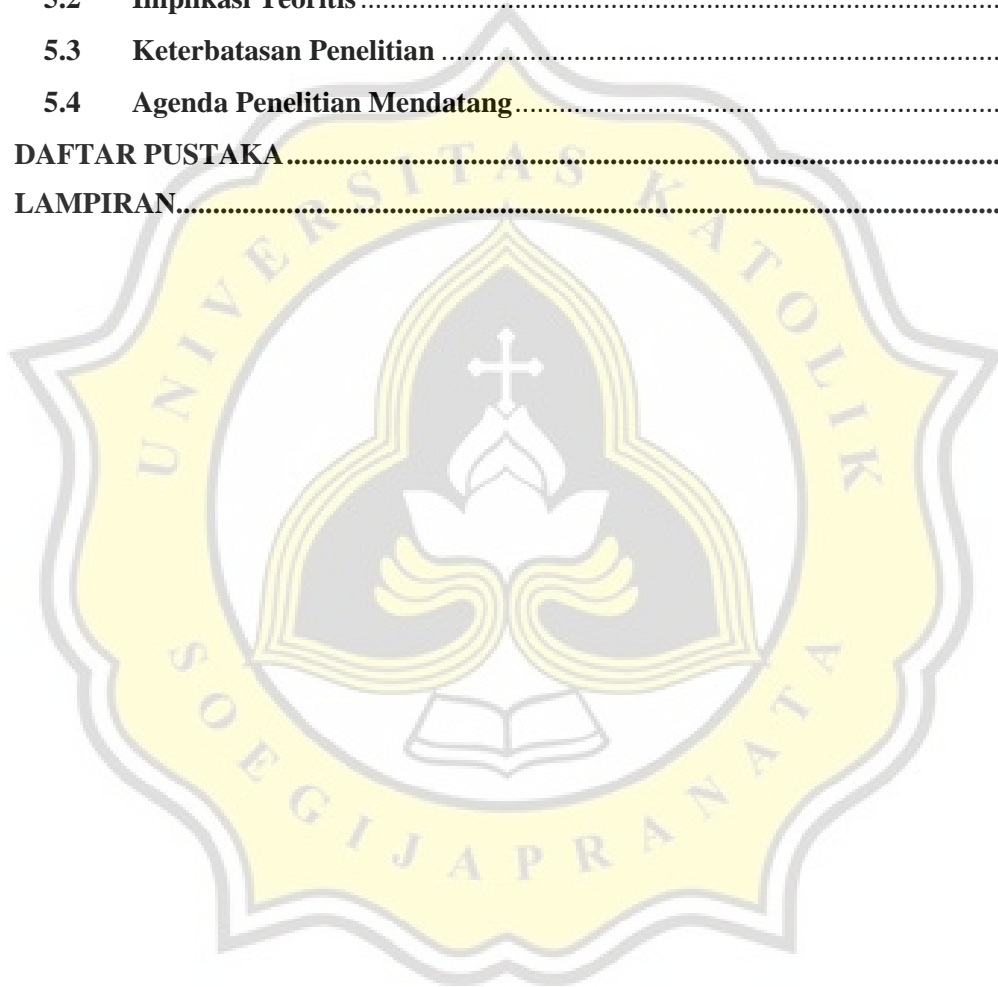 5.2 Implikasi Teoritis
5.3 Keterbatasan Penelitian
5.4 Agenda Penelitian Mendatang
DAFTAR PUSTAKA
LAMPIRAN
UNIVERSITAS KATOLIK
SOEGIJAPRANATA